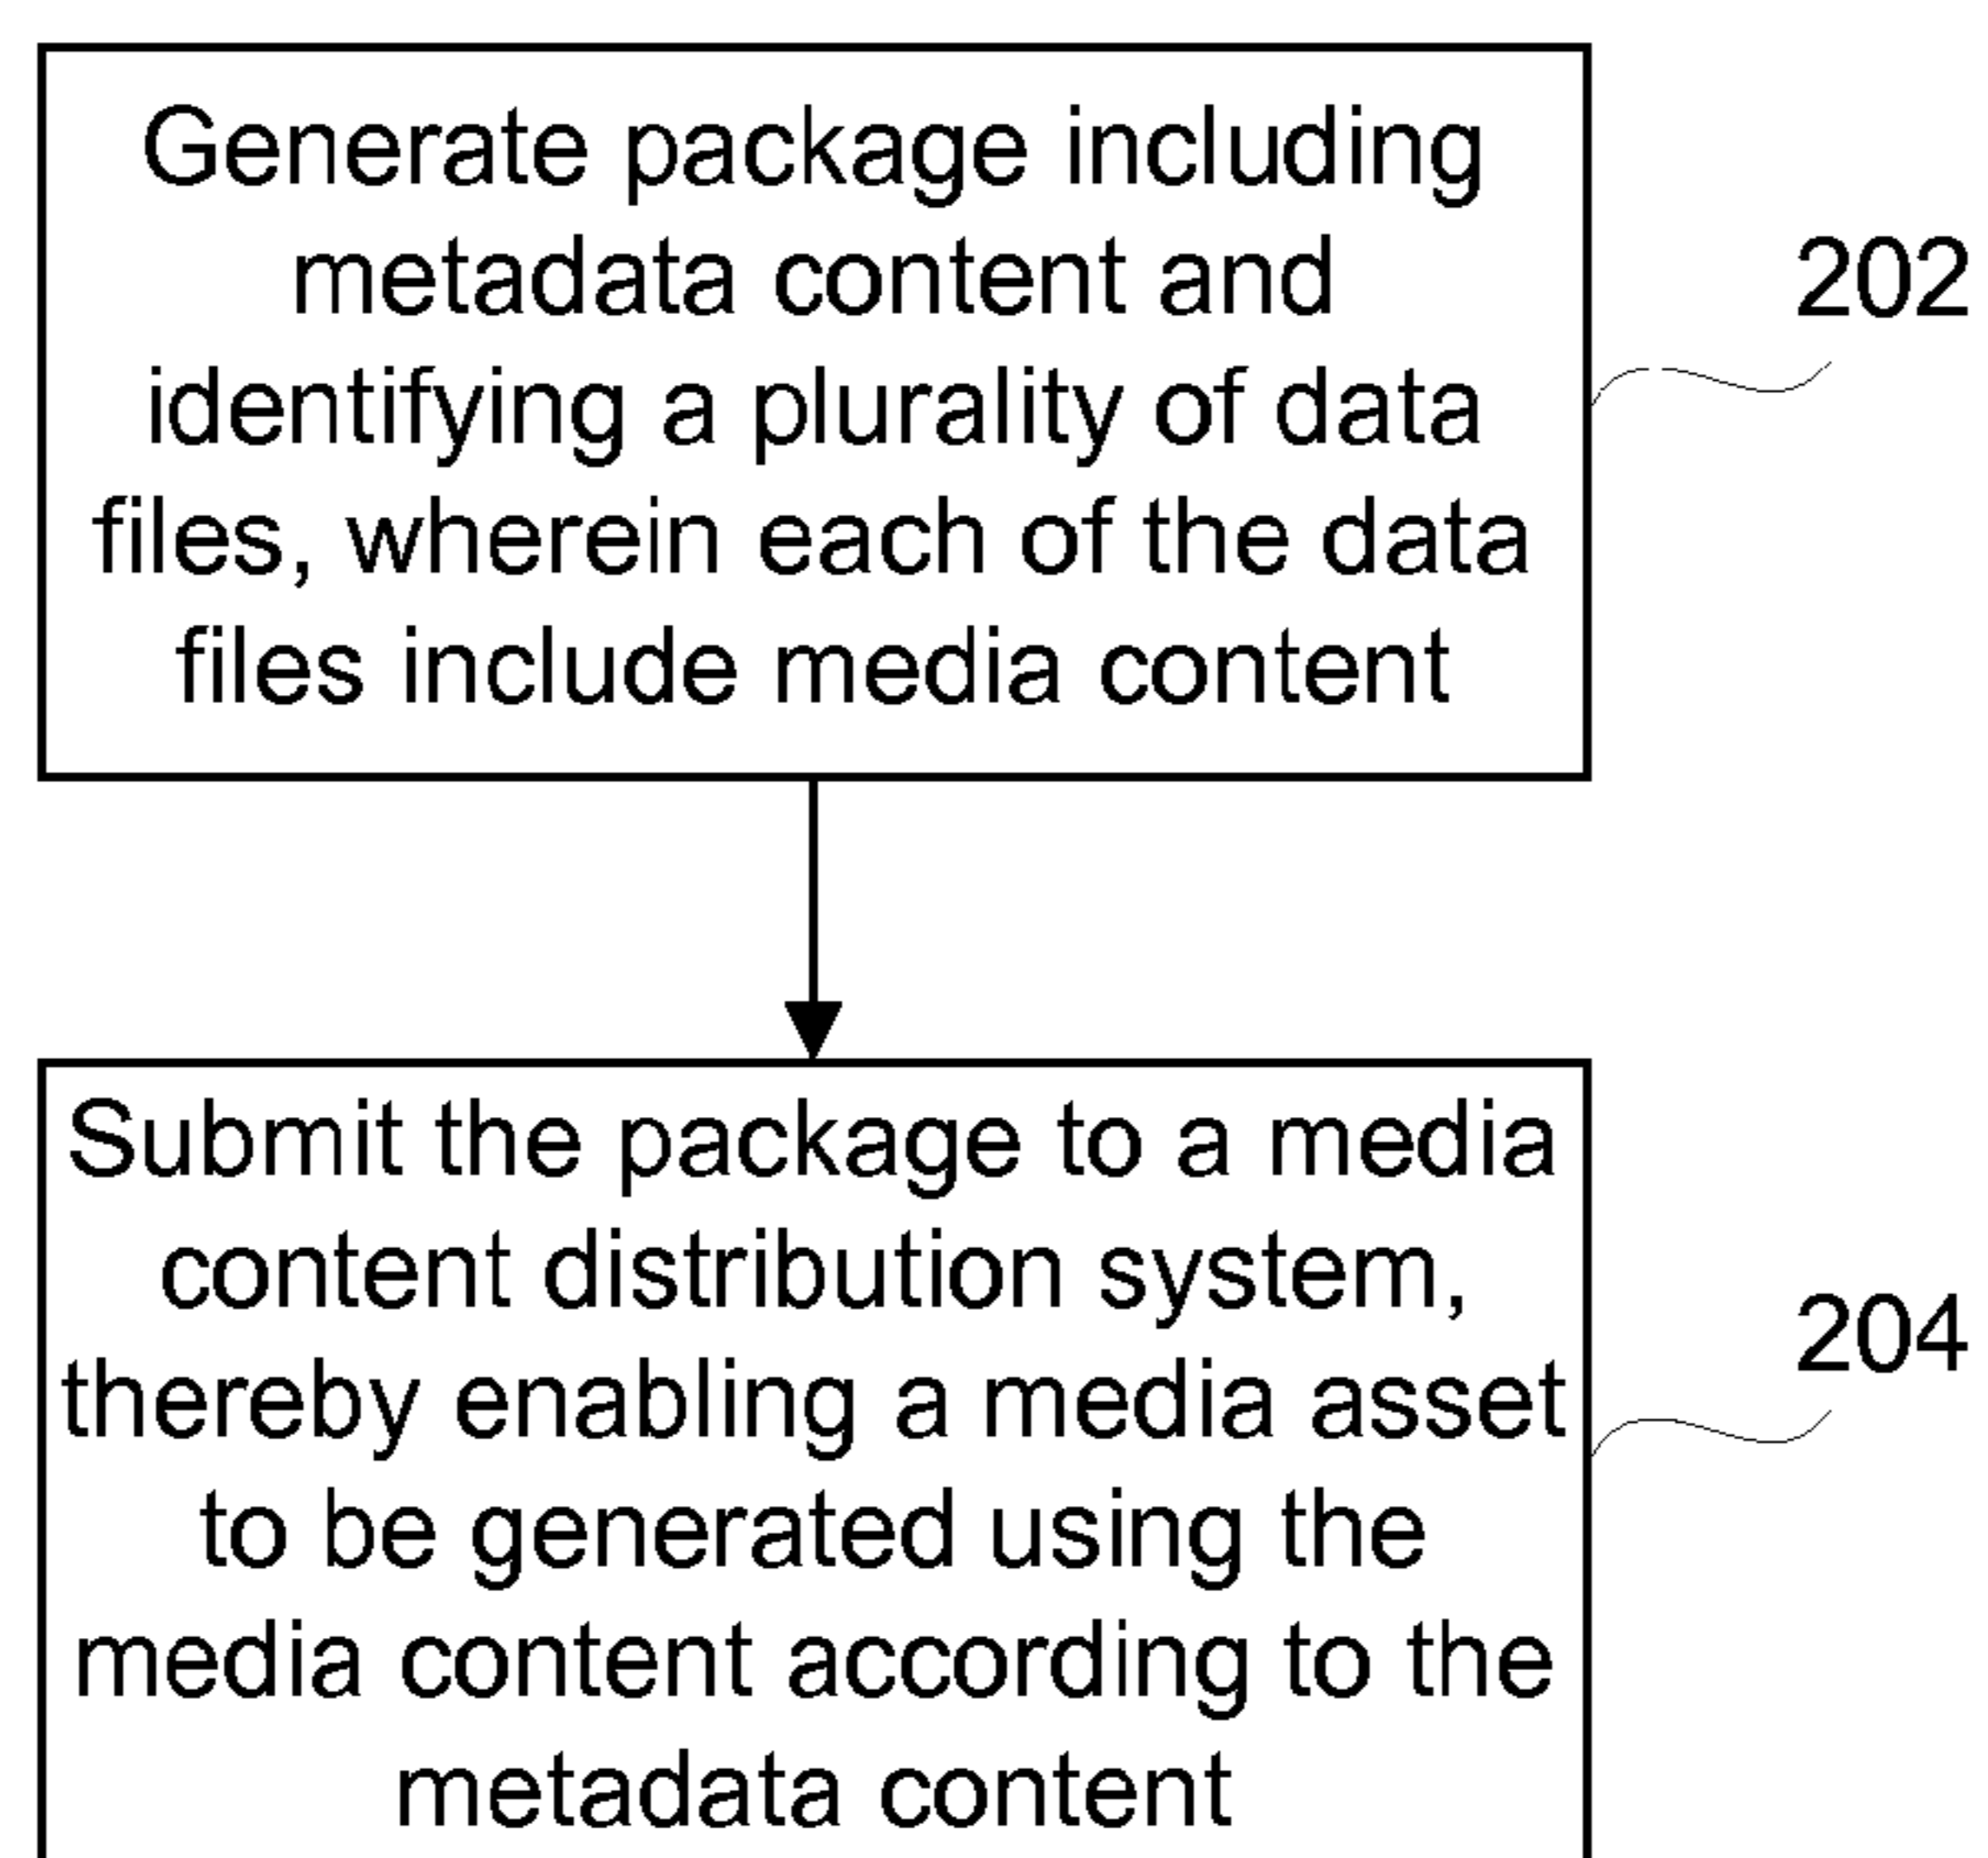 Generate package including
metadata content and
identifying a plurality of data
files, wherein each of the data
files include media content
202
Submit the package to a media
content distribution system,
thereby enabling a media asset
to be generated using the
media content according to the
metadata content
204